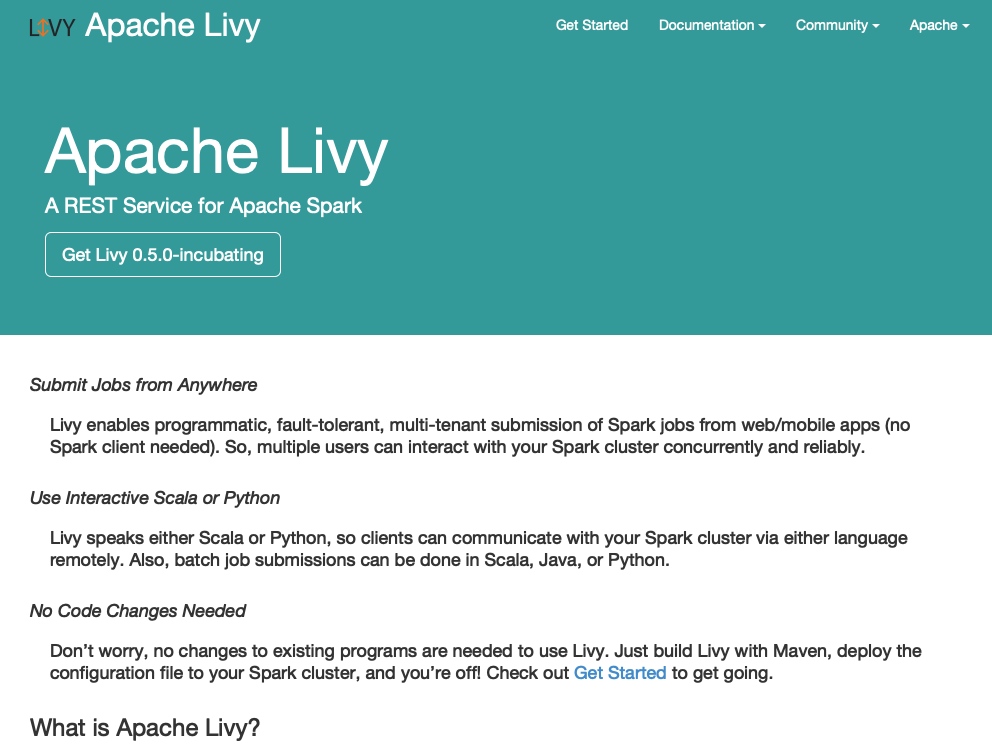 LIVY Apache Livy
Get Started Documentation Community Apache
Apache Livy
A REST Service for Apache Spark
Get Livy 0.5.0-incubating
Submit Jobs from Anywhere
Livy enables programmatic, fault-tolerant, multi-tenant submission of Spark jobs from web/mobile apps (no
Spark client needed). So, multiple users can interact with your Spark cluster concurrently and reliably.
Use Interactive Scala or Python
Livy speaks either Scala or Python, so clients can communicate with your Spark cluster via either language
remotely. Also, batch job submissions can be done in Scala, Java, or Python.
No Code Changes Needed
Don’t worry, no changes to existing programs are needed to use Livy. Just build Livy with Maven, deploy the
configuration file to your Spark cluster, and you’re off! Check out Get Started to get going.
What is Apache Livy?